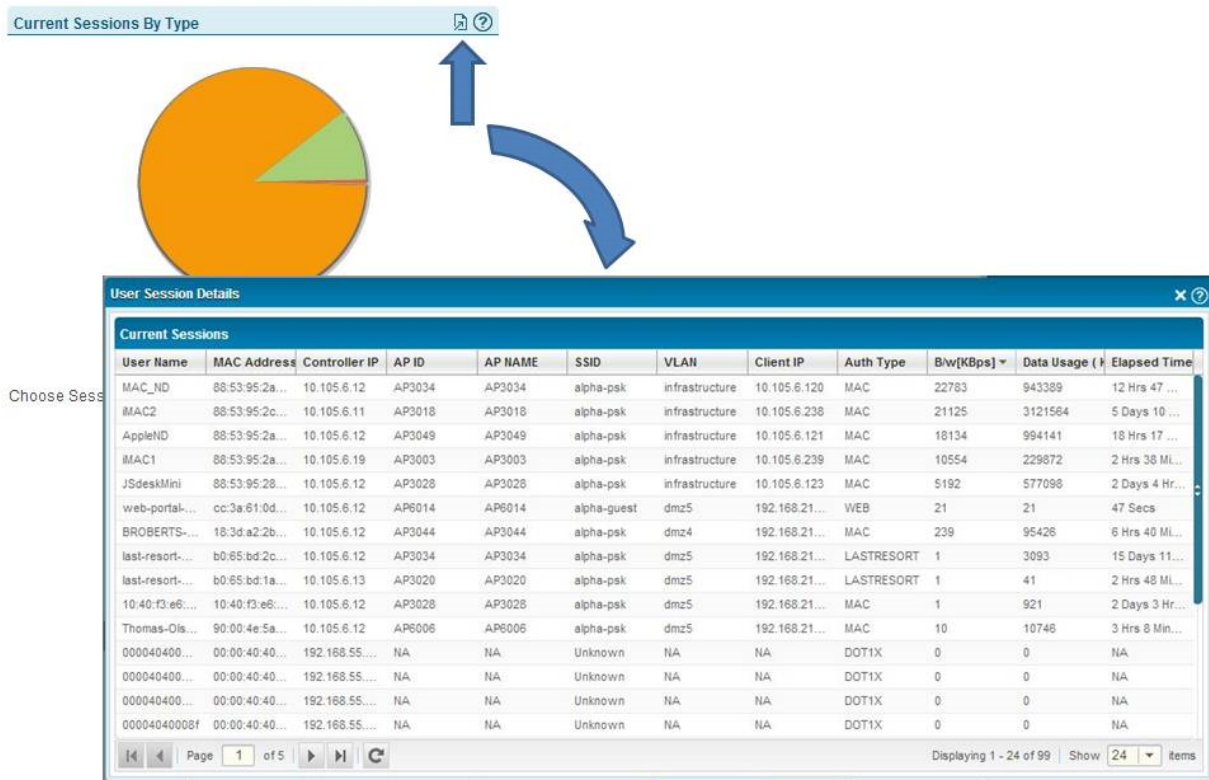 Current Sessions By Type
User Session Details
Current Sessions
User Name MAC Address Controller IP AP ID AP NAME SSID VLAN Client IP Auth Type B/w[KBps] Data Usage ( K Elapsed Time
Choose Sess
MAC_ND 88:53:95:2a... 10.105.6.12 AP3034 AP3034 alpha-psk infrastructure 10.105.6.120 MAC 22783 943389 12 Hrs 47 ...
iMAC2 88:53:95:2c... 10.105.6.11 AP3018 AP3018 alpha-psk infrastructure 10.105.6.238 MAC 21125 3121564 5 Days 10 ...
AppleND 88:53:95:2a... 10.105.6.12 AP3049 AP3049 alpha-psk infrastructure 10.105.6.121 MAC 18134 994141 18 Hrs 17 ...
iMAC1 88:53:95:2a... 10.105.6.19 AP3003 AP3003 alpha-psk infrastructure 10.105.6.239 MAC 10554 229872 2 Hrs 38 Mi...
JSdeskMini 88:53:95:28... 10.105.6.12 AP3028 AP3028 alpha-psk infrastructure 10.105.6.123 MAC 5192 577098 2 Days 4 Hr...
web-portal-... cc:3a:61:0d... 10.105.6.12 AP6014 AP6014 alpha-guest dmz5 192.168.21... WEB 21 21 47 Secs
BROBERTS-... 18:3d:a2:2b... 10.105.6.12 AP3044 AP3044 alpha-psk dmz4 192.168.21... MAC 239 95426 6 Hrs 40 Mi...
last-resort-... b0:65:bd:2c... 10.105.6.12 AP3034 AP3034 alpha-psk dmz5 192.168.21... LASTRESORT 1 3093 15 Days 11...
last-resort-... b0:65:bd:1a... 10.105.6.13 AP3020 AP3020 alpha-psk dmz5 192.168.21... LASTRESORT 1 41 2 Hrs 48 Mi...
10:40:f3:e6:... 10:40:f3:e6:... 10.105.6.12 AP3028 AP3028 alpha-psk dmz5 192.168.21... MAC 1 921 2 Days 3 Hr...
Thomas-Ols... 90:00:4e:5a... 10.105.6.12 AP6006 AP6006 alpha-psk dmz5 192.168.21... MAC 10 10746 3 Hrs 8 Min...
000040400... 00:00:40:40... 192.168.55.... NA NA Unknown NA NA DOT1X 0 0 NA
000040400... 00:00:40:40... 192.168.55.... NA NA Unknown NA NA DOT1X 0 0 NA
000040400... 00:00:40:40... 192.168.55.... NA NA Unknown NA NA DOT1X 0 0 NA
00004040008f 00:00:40:40... 192.168.55.... NA NA Unknown NA NA DOT1X 0 0 NA
Page 1 of 5 Displaying 1 - 24 of 99 Show 24 items